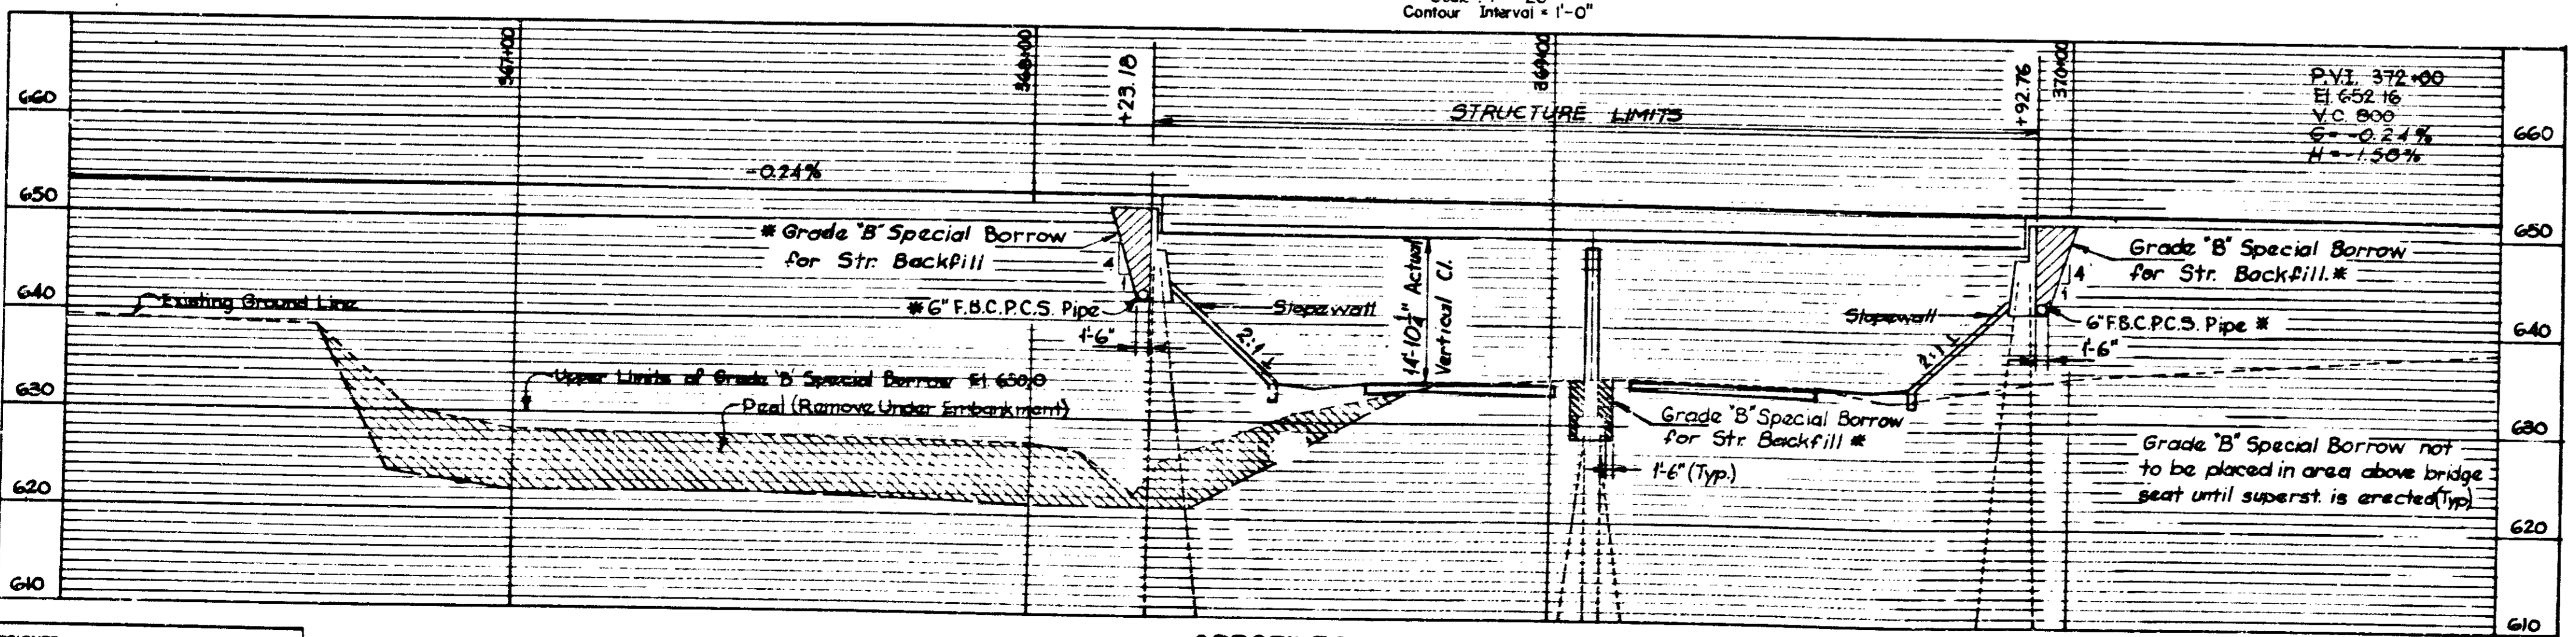 Contour Interval = 1'-0"
367+00
368+00
+23.18
369+00
+92.76
370+00
P.V.I. 372+00
El. 652.16
V.C. 800
G = -0.24%
H = -1.50%
STRUCTURE LIMITS
660
660
-0.24%
650
650
* Grade "B" Special Borrow
for Str. Backfill
4
1
14'-10 1/4" Actual
Vertical Cl.
Grade "B" Special Borrow
for Str. Backfill. *
4
1
640
640
Existing Ground Line
* 6" F.B.C.P.C.S. Pipe
Slopewall
Slopewall
6" F.B.C.P.C.S. Pipe *
1'-6"
2:1
2:1
1'-6"
630
630
Upper Limits of Grade "B" Special Borrow El. 630.0
Peat (Remove Under Embankment)
Grade "B" Special Borrow
for Str. Backfill *
1'-6" (Typ.)
Grade "B" Special Borrow not
to be placed in area above bridge
seat until superst. is erected (Typ)
620
620
610
610